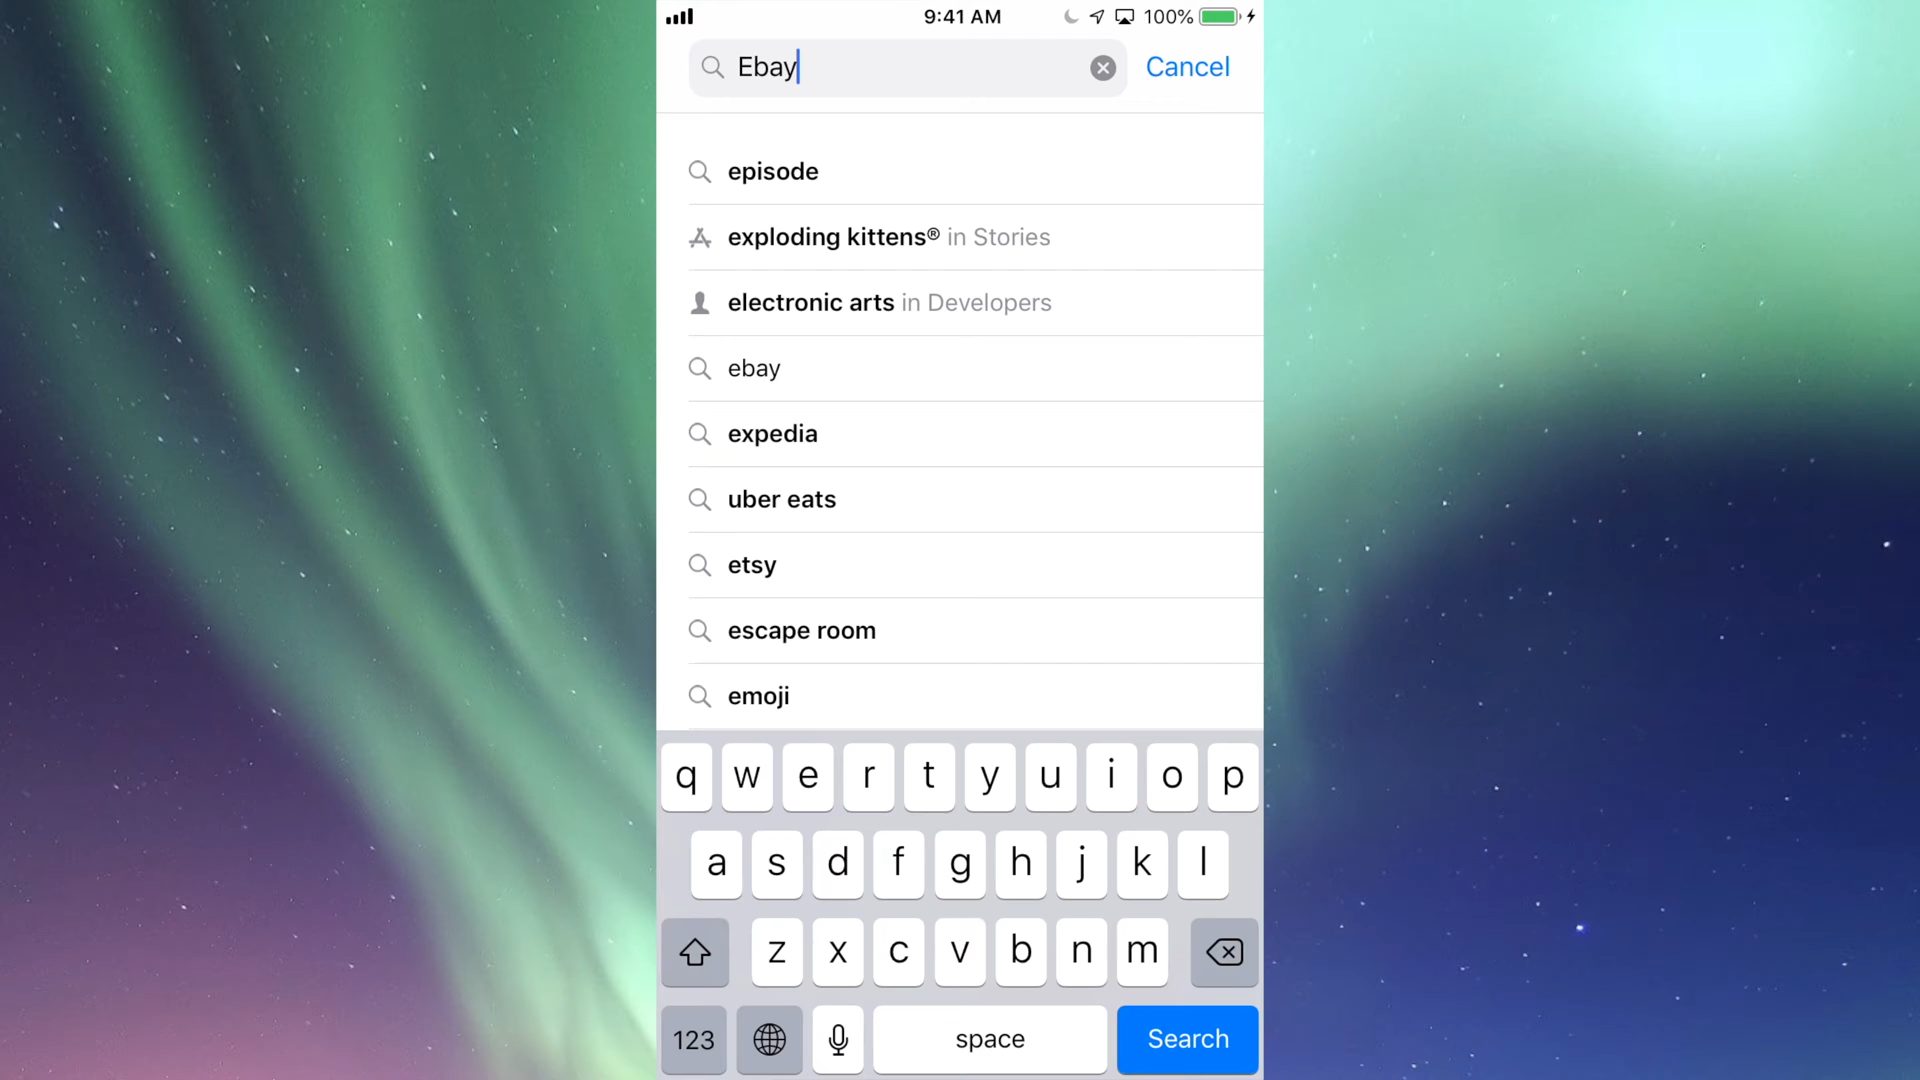 9:41 AM 100%
Ebay Cancel
episode
exploding kittens® in Stories
electronic arts in Developers
ebay
expedia
uber eats
etsy
escape room
emoji
q w e r t y u i o p
a s d f g h j k l
z x c v b n m
123 space Search